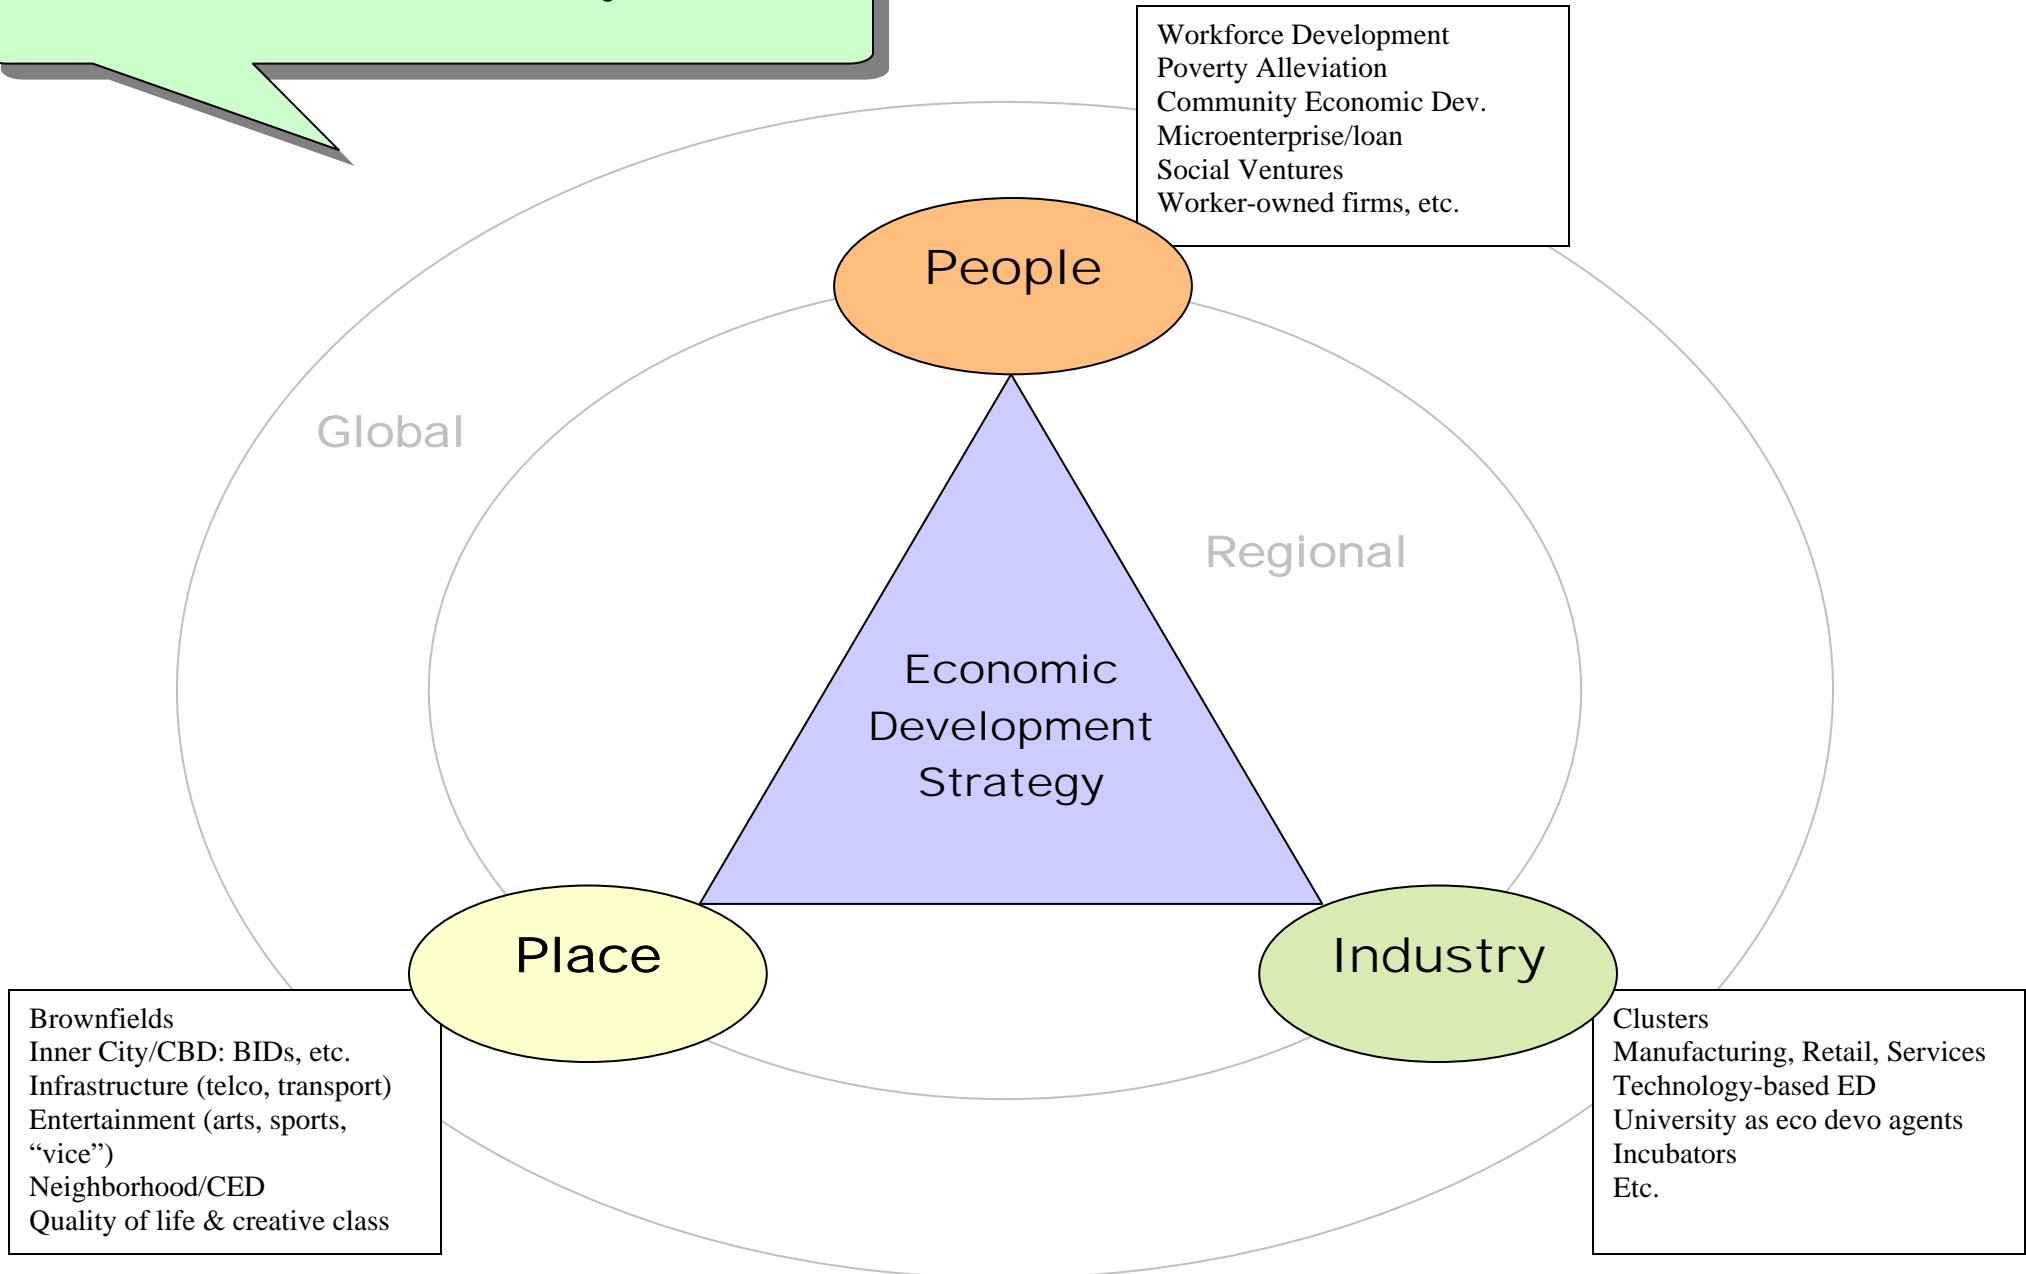 Workforce Development
Poverty Alleviation
Community Economic Dev.
Microenterprise/loan
Social Ventures
Worker-owned firms, etc.
People
Global
Regional
Economic
Development
Strategy
Place
Industry
Brownfields
Inner City/CBD: BIDs, etc.
Infrastructure (telco, transport)
Entertainment (arts, sports,
“vice”)
Neighborhood/CED
Quality of life & creative class
Clusters
Manufacturing, Retail, Services
Technology-based ED
University as eco devo agents
Incubators
Etc.